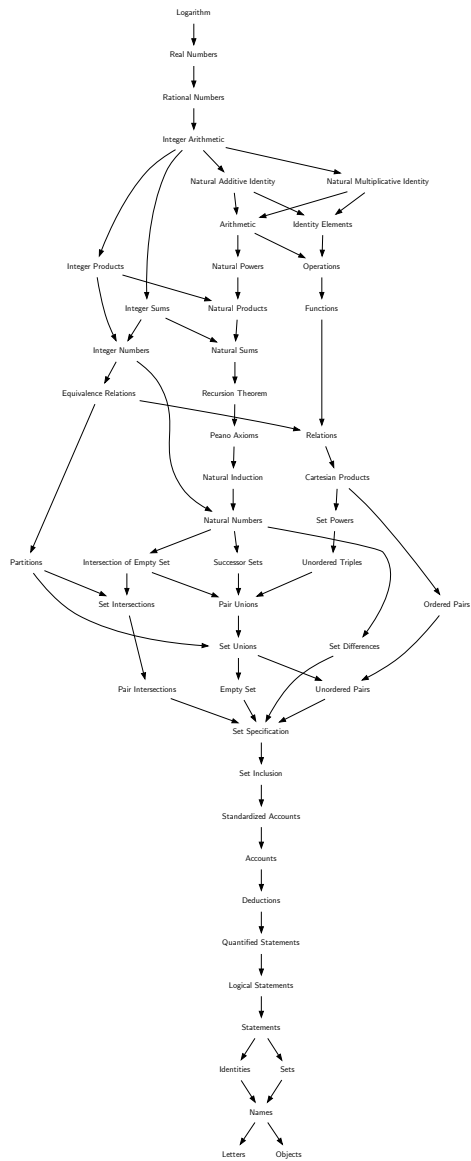 Logarithm
Real Numbers
Rational Numbers
Integer Arithmetic
Natural Additive Identity
Natural Multiplicative Identity
Arithmetic
Identity Elements
Integer Products
Natural Powers
Operations
Integer Sums
Natural Products
Functions
Integer Numbers
Natural Sums
Equivalence Relations
Recursion Theorem
Peano Axioms
Relations
Natural Induction
Cartesian Products
Natural Numbers
Set Powers
Partitions
Intersection of Empty Set
Successor Sets
Unordered Triples
Set Intersections
Pair Unions
Ordered Pairs
Set Unions
Set Differences
Pair Intersections
Empty Set
Unordered Pairs
Set Specification
Set Inclusion
Standardized Accounts
Accounts
Deductions
Quantified Statements
Logical Statements
Statements
Identities
Sets
Names
Letters
Objects